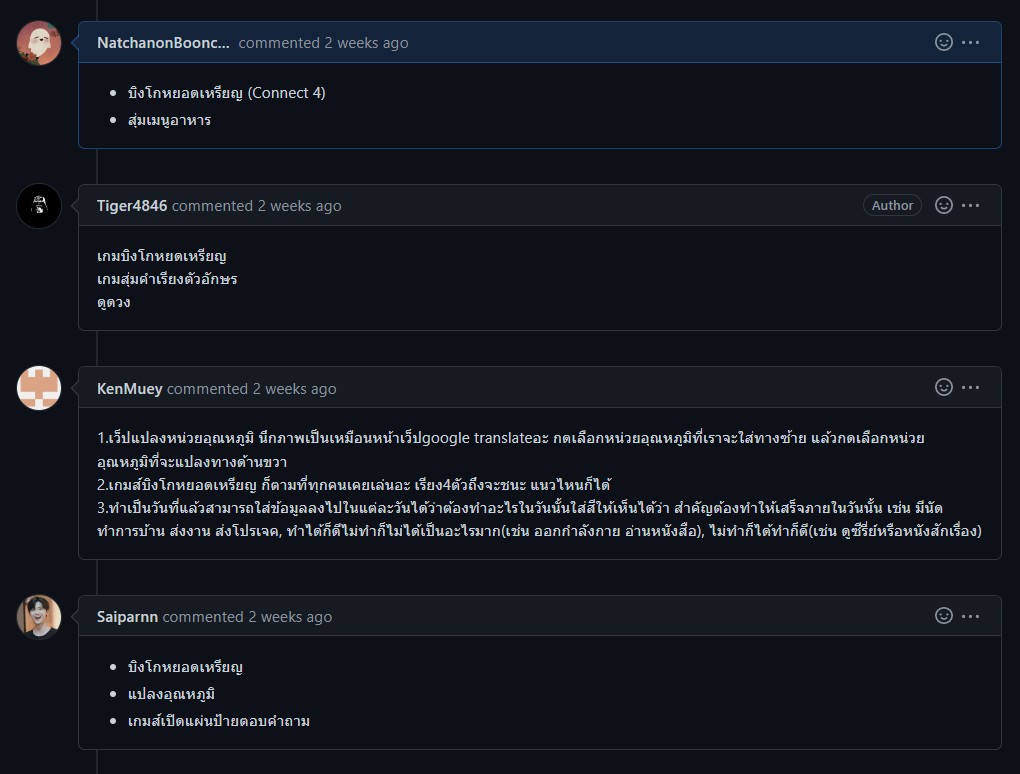 NatchanonBoonc... commented 2 weeks ago
บิงโกหยอดเหรียญ (Connect 4)
สุ่มเมนูอาหาร
Tiger4846 commented 2 weeks ago
Author
เกมบิงโกหยดเหรียญ
เกมสุ่มคำเรียงตัวอักษร
ดูดวง
KenMuey commented 2 weeks ago
1.เว็ปแปลงหน่วยอุณหภูมิ นึกภาพเป็นเหมือนหน้าเว็ปgoogle translateอะ กดเลือกหน่วยอุณหภูมิที่เราจะใส่ทางซ้าย แล้วกดเลือกหน่วย
อุณหภูมิที่จะแปลงทางด้านขวา
2.เกมส์บิงโกหยอดเหรียญ ก็ตามที่ทุกคนเคยเล่นอะ เรียง4ตัวถึงจะชนะ แนวไหนก็ได้
3.ทำเป็นวันที่แล้วสามารถใส่ข้อมูลลงไปในแต่ละวันได้ว่าต้องทำอะไรในวันนั้นใส่สีให้เห็นได้ว่า สำคัญต้องทำให้เสร็จภายในวันนั้น เช่น มีนัด
ทำการบ้าน ส่งงาน ส่งโปรเจค, ทำได้ก็ดีไม่ทำก็ไม่ได้เป็นอะไรมาก(เช่น ออกกำลังกาย อ่านหนังสือ), ไม่ทำก็ได้ทำก็ดี(เช่น ดูซีรี่ย์หรือหนังสักเรื่อง)
Saiparnn commented 2 weeks ago
บิงโกหยอดเหรียญ
แปลงอุณหภูมิ
เกมส์เปิดแผ่นป้ายตอบคำถาม